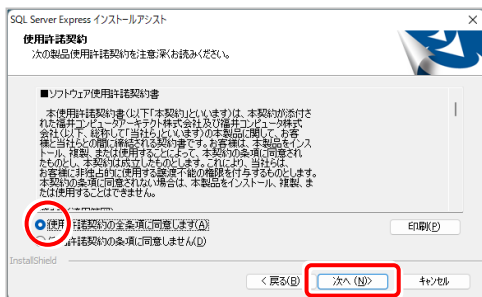 SQL Server Express インストールアシスト
使用許諾契約
次の製品使用許諾契約を注意深くお読みください。
■ソフトウェア使用許諾契約書
本使用許諾契約書（以下「本契約」といいます）は、本契約が添付さ
れた福井コンピュータアーキテクト株式会社及び福井コンピュータ株式
会社（以下、総称して「当社ら」といいます）の本製品に関して、お客
様と当社らとの間に締結される契約書です。お客様は、本製品をインス
トール、複製、または使用することによって、本契約の条項に同意され
たものとし、本契約は成立したものとします。これにより、当社らは、
お客様に非独占的に使用する譲渡不能の権限を付与するものとします。
本契約の条項に同意されない場合は、本製品をインストール、複製、ま
たは使用することはできません。
使用許諾契約の全条項に同意します(A)
許諾契約の条項に同意しません(D)
印刷(P)
InstallShield
< 戻る(B)
次へ (N)>
キャンセル